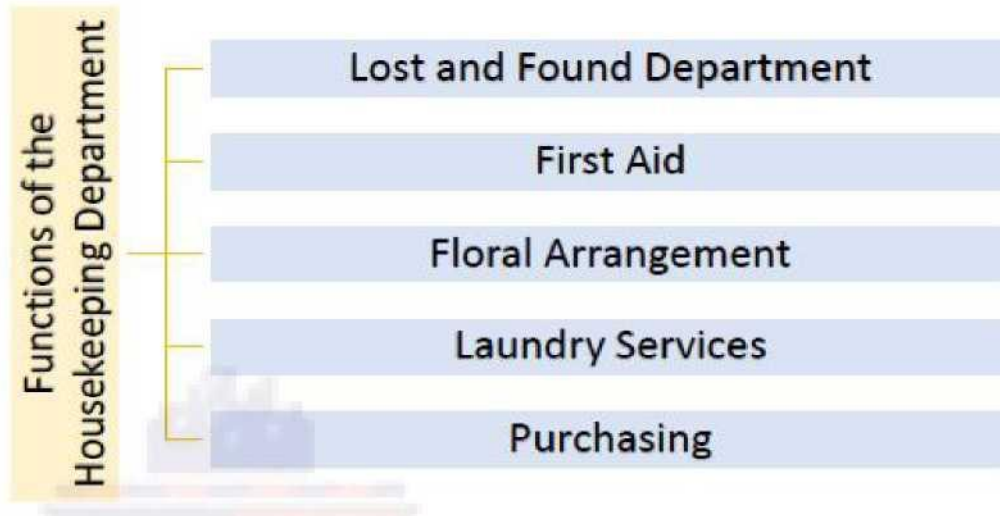 Functions of the
Housekeeping Department
Lost and Found Department
First Aid
Floral Arrangement
Laundry Services
Purchasing